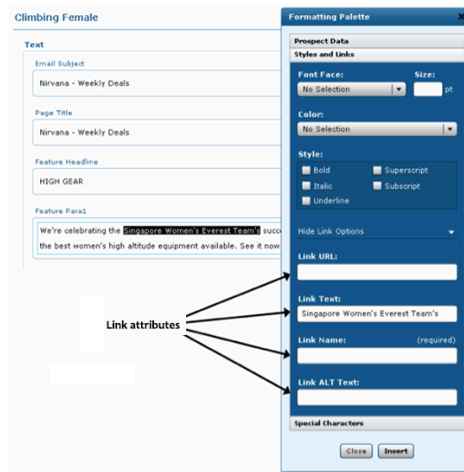 Climbing Female
Text
Email Subject
Nirvana - Weekly Deals
Page Title
Nirvana - Weekly Deals
Feature Headline
HIGH GEAR
Feature Para1
We're celebrating the Singapore Women's Everest Team's succ
the best women's high altitude equipment available. See it now
Link attributes
Formatting Palette
x
Prospect Data
Styles and Links
Font Face: Size:
No Selection pt
Color:
No Selection
Style:
Bold Superscript
Italic Subscript
Underline
Hide Link Options
Link URL:
Link Text:
Singapore Women's Everest Team's
Link Name: (required)
Link ALT Text:
Special Characters
Close Insert